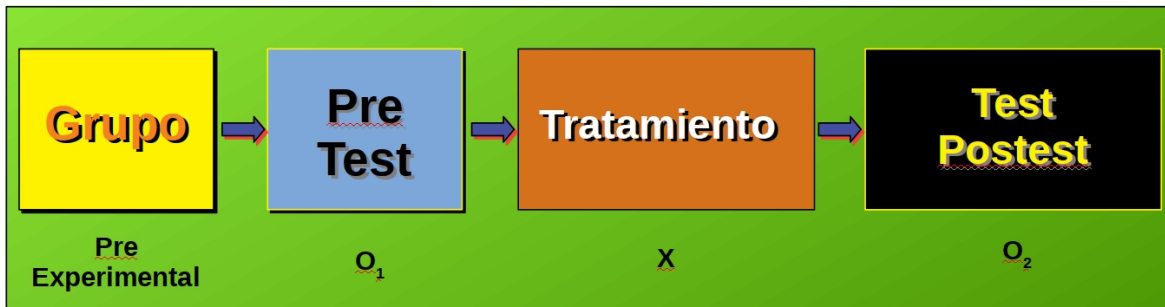 Grupo
Pre
Test
Tratamiento
Test
Postest
Pre
Experimental
O₁
X
O₂